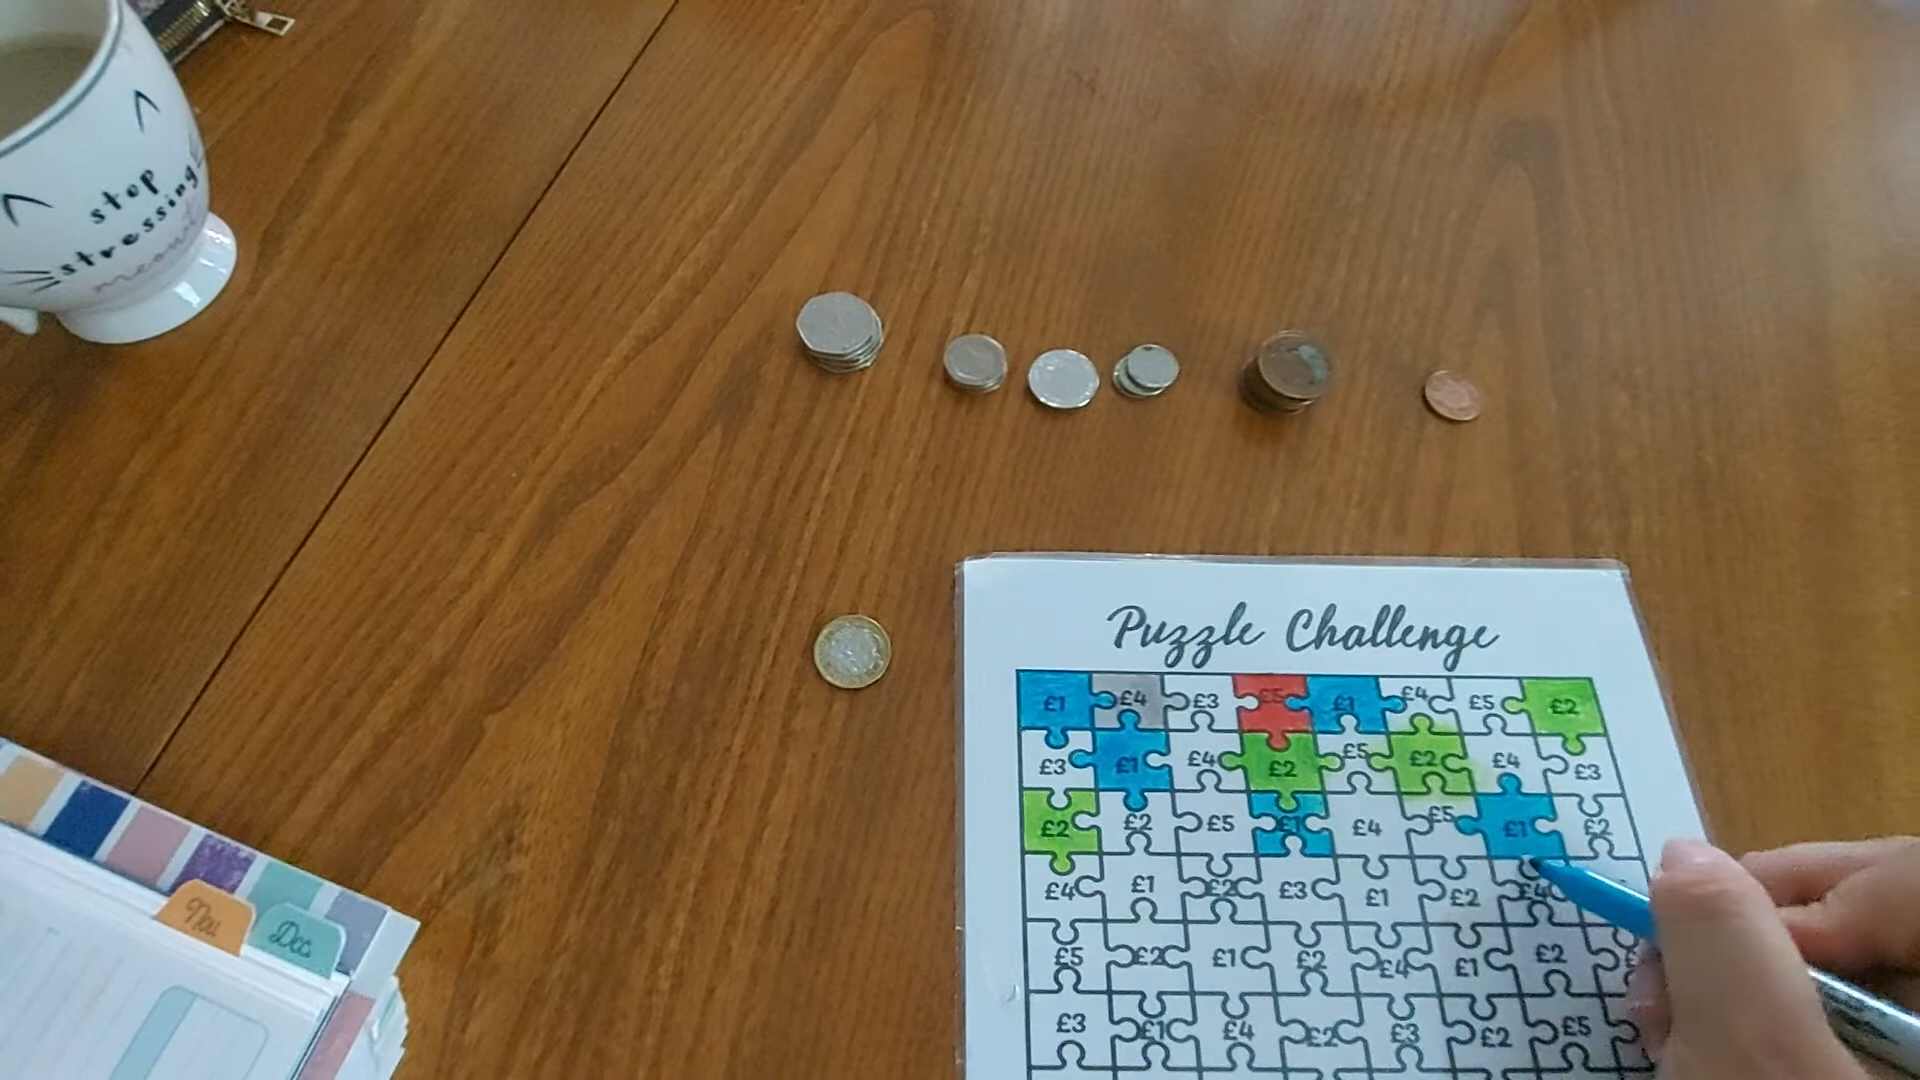 stop
stressing
meowt
Nov
Dec
Puzzle Challenge
£1 £4 £3 £5 £1 £4 £5 £2
£3 £1 £4 £2 £5 £2 £4 £3
£2 £2 £5 £1 £4 £5 £1 £2
£4 £1 £2 £3 £1 £2 £4
£5 £2 £1 £2 £4 £1 £2
£3 £1 £4 £2 £3 £2 £5